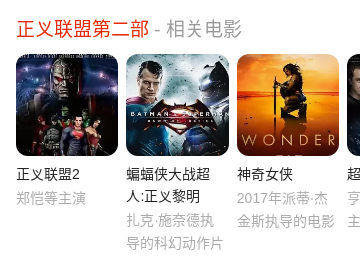 正义联盟第二部 - 相关电影
BATMAN SUPERMAN
WONDER
正义联盟2
郑恺等主演
蝙蝠侠大战超
人:正义黎明
扎克·施奈德执
导的科幻动作片
神奇女侠
2017年派蒂·杰
金斯执导的电影
超
亨
主